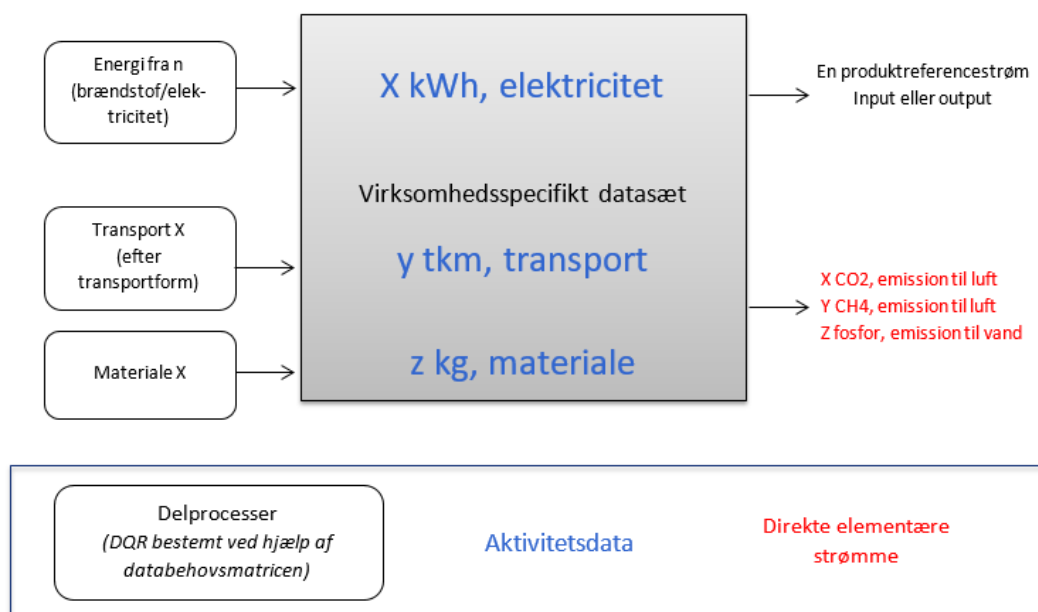 Energi fra n
(brændstof/elek-
tricitet)
X kWh, elektricitet
En produktreferencestrøm
Input eller output
Virksomhedsspecifikt datasæt
Transport X
(efter
transportform)
y tkm, transport
X CO2, emission til luft
Y CH4, emission til luft
Z fosfor, emission til vand
Materiale X
z kg, materiale
Delprocesser
(DQR bestemt ved hjælp af
databehovsmatricen)
Aktivitetsdata
Direkte elementære
strømme